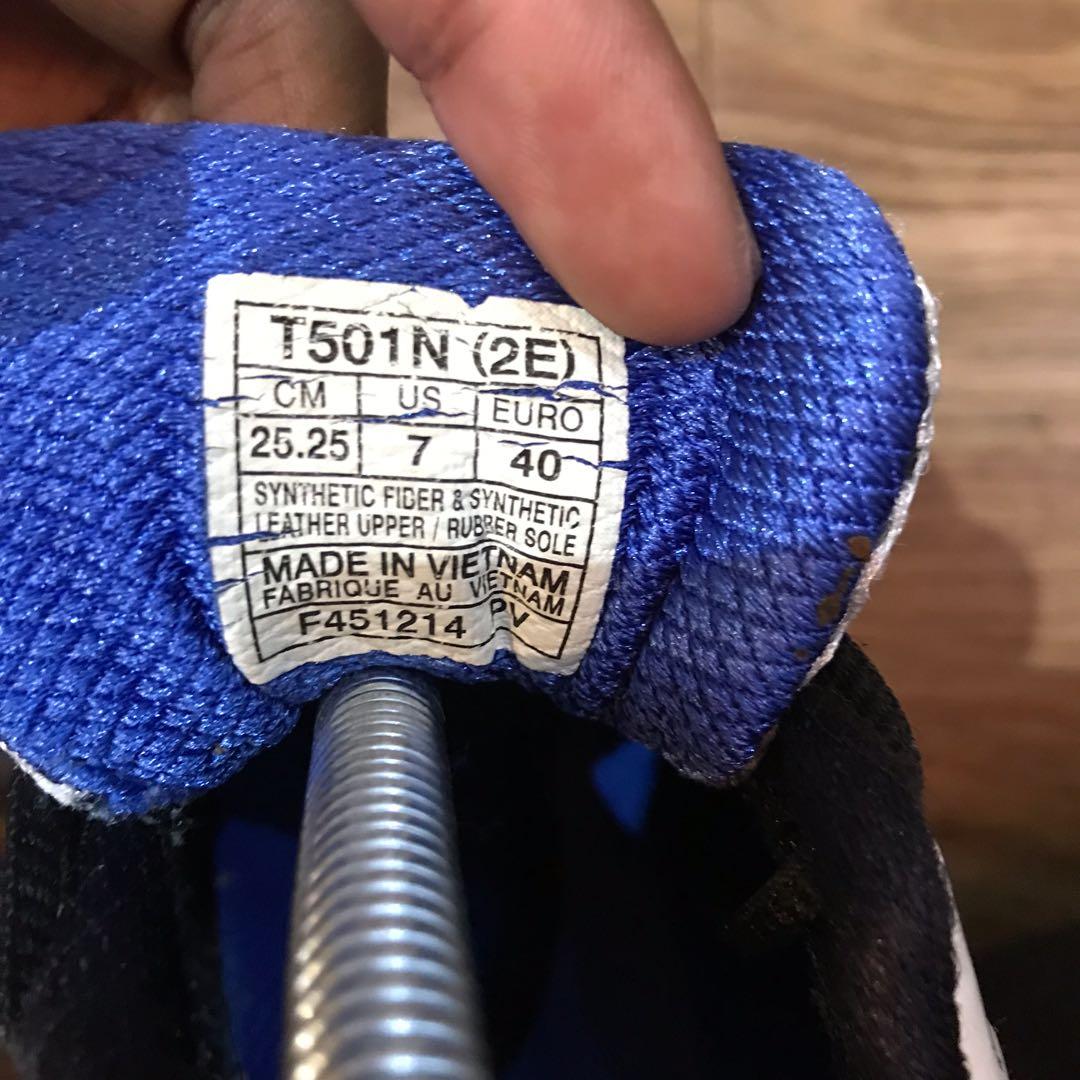 T501N (2E)
CM US EURO
25.25 7 40
SYNTHETIC FIBER & SYNTHETIC
LEATHER UPPER / RUBBER SOLE
MADE IN VIETNAM
FABRIQUE AU VIETNAM
F451214 PV